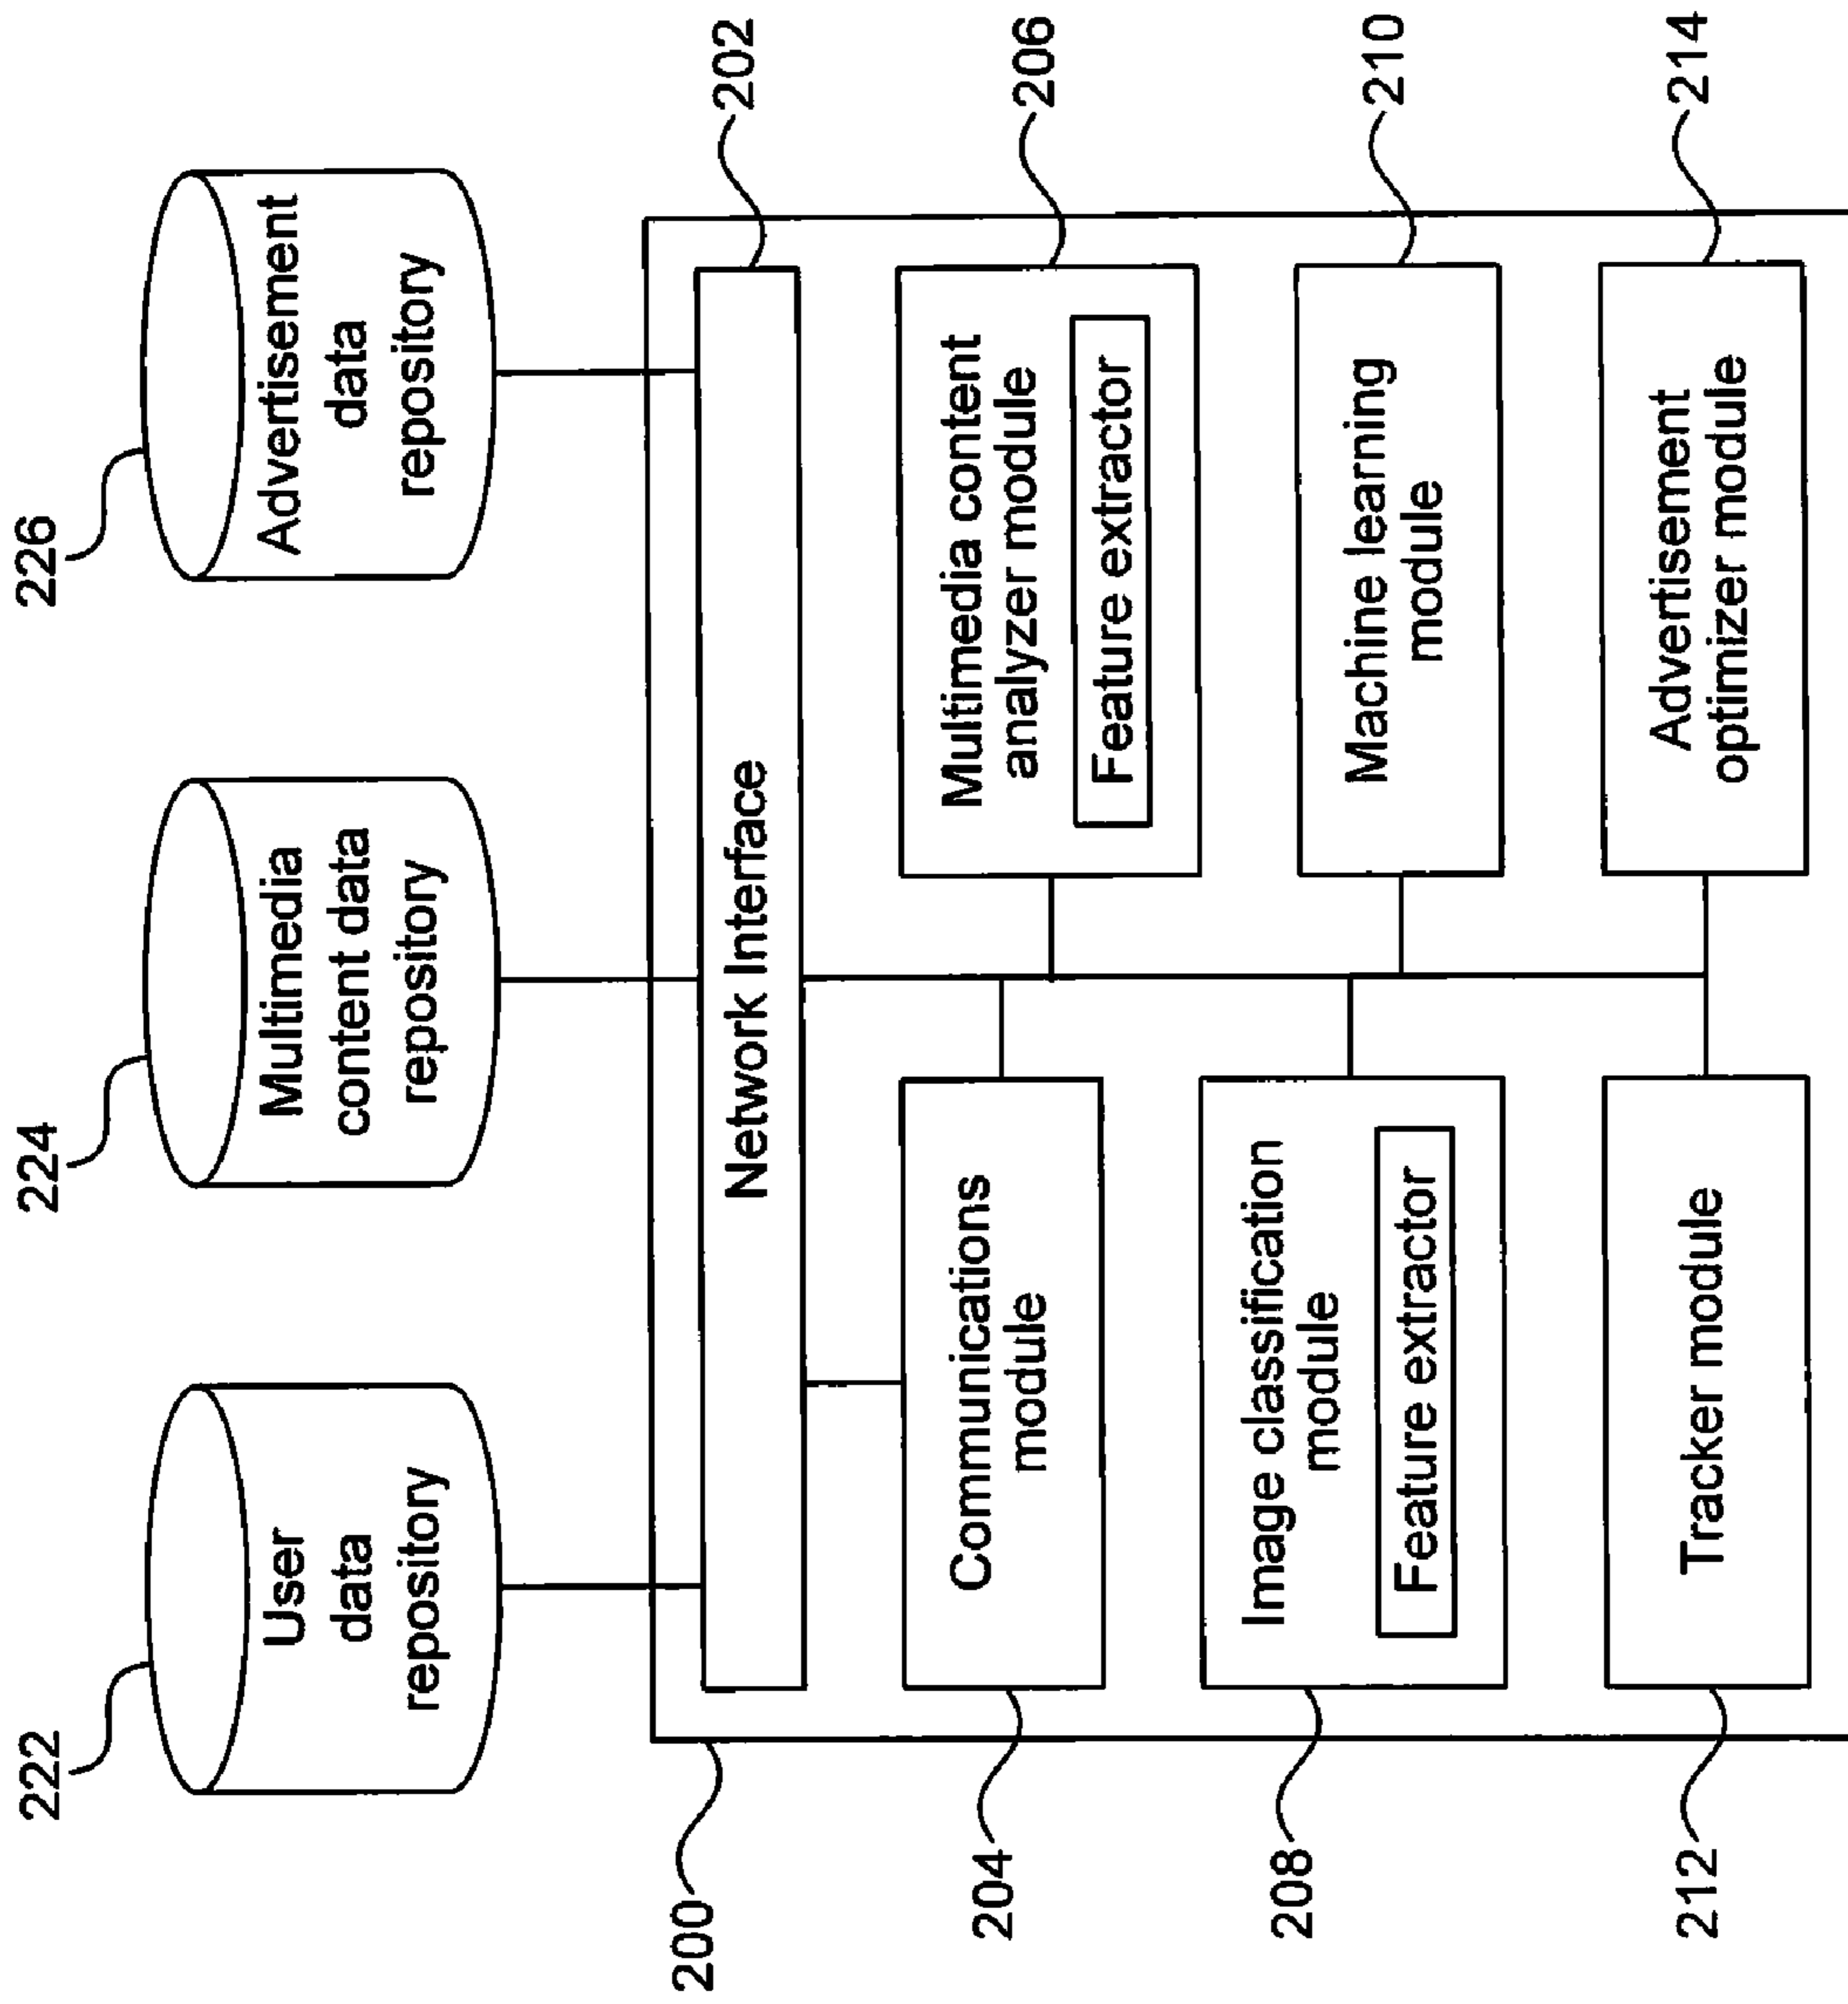 222
224
226
User
data
repository
Multimedia
content data
repository
Advertisement
data
repository
200
202
Network Interface
204
Communications
module
Multimedia content
analyzer module
Feature extractor
206
208
Image classification
module
Feature extractor
Machine learning
module
210
212
Tracker module
Advertisement
optimizer module
214